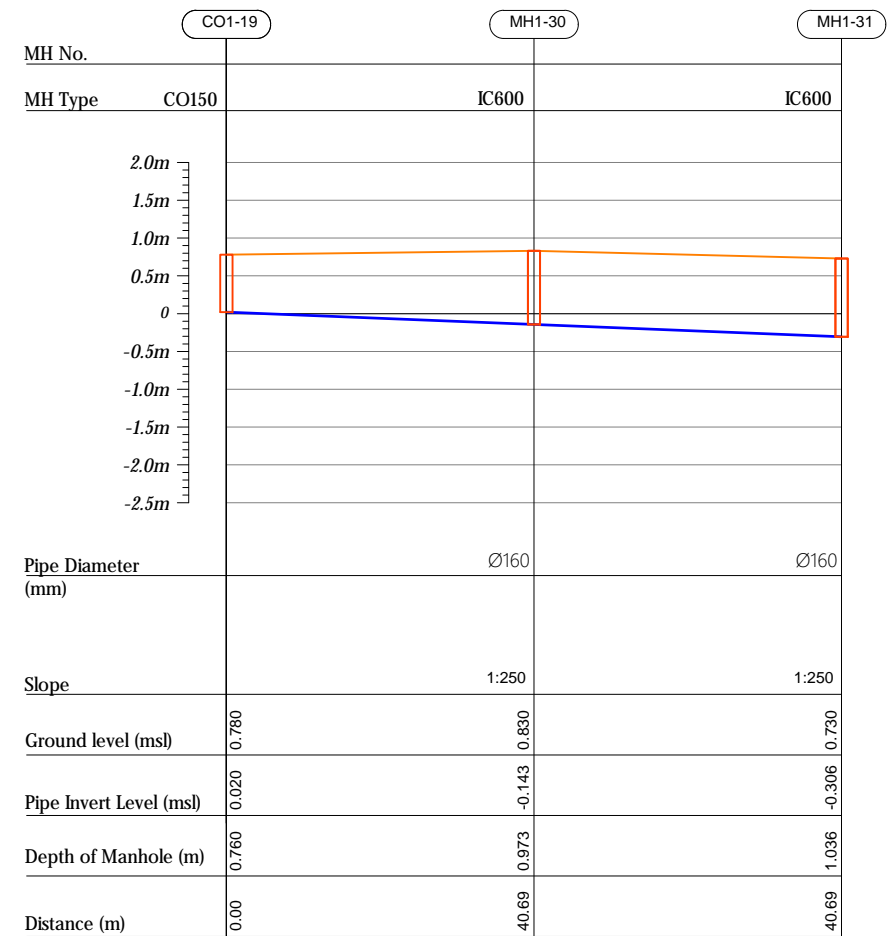 CO1-19 MH1-30 MH1-31
MH No.
MH Type CO150 IC600 IC600
2.0m
1.5m
1.0m
0.5m
0
-0.5m
-1.0m
-1.5m
-2.0m
-2.5m
Pipe Diameter Ø160 Ø160
(mm)
Slope 1:250 1:250
Ground level (msl) 0.780 0.830 0.730
Pipe Invert Level (msl) 0.020 -0.143 -0.306
Depth of Manhole (m) 0.760 0.973 1.036
Distance (m) 0.00 40.69 40.69